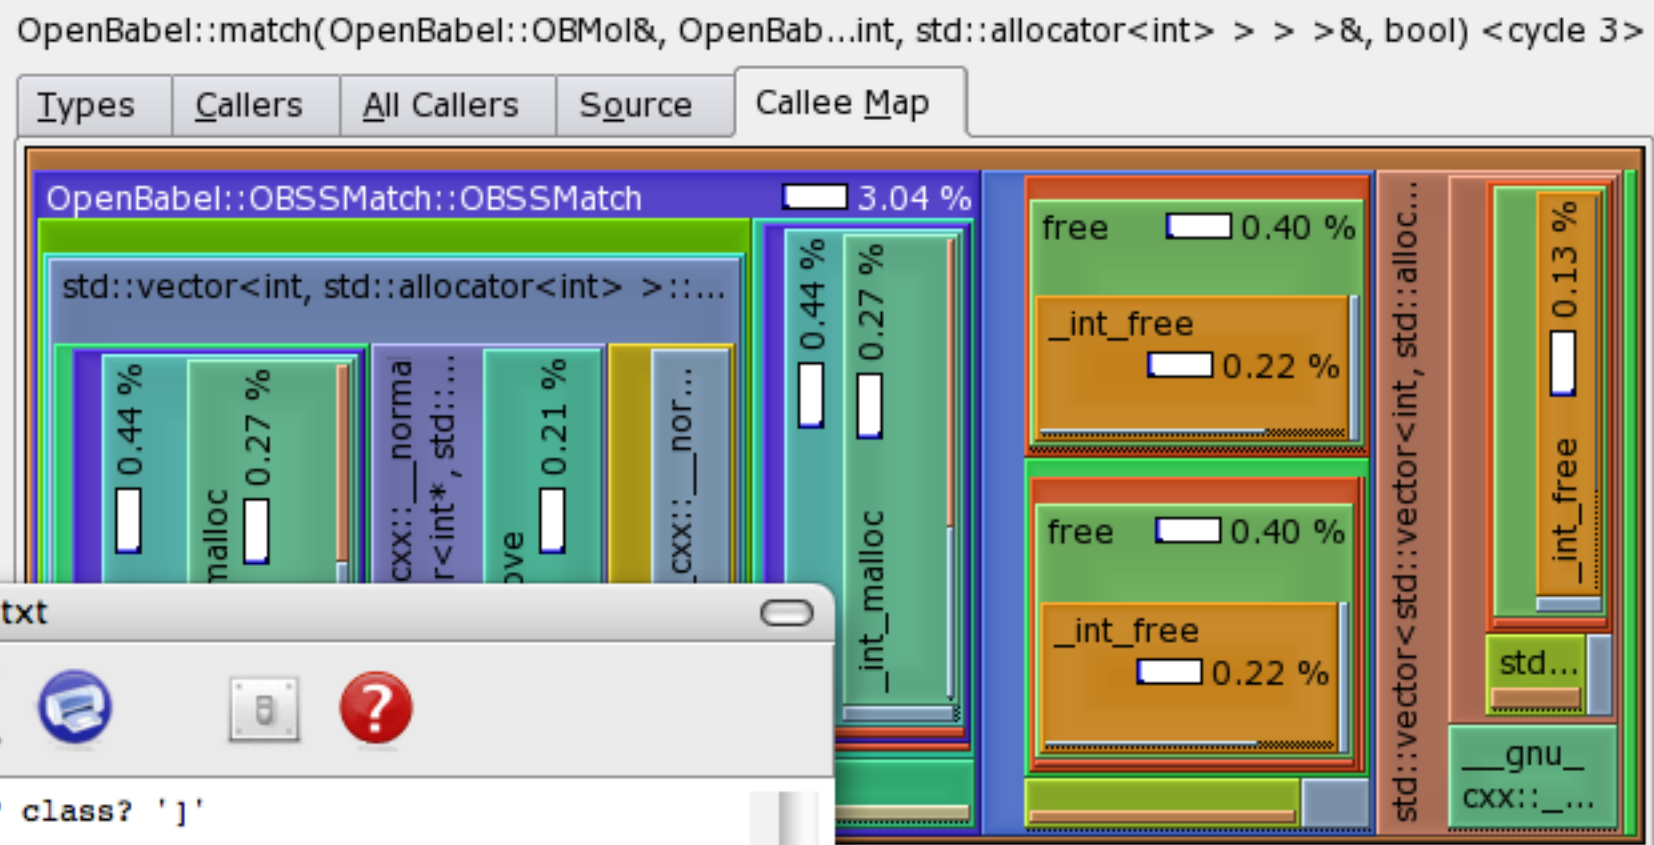 OpenBabel::match(OpenBabel::OBMol&, OpenBab...int, std::allocator<int> > > >&, bool) <cycle 3>
Types
Callers
All Callers
Source
Callee Map
OpenBabel::OBSSMatch::OBSSMatch
3.04 %
std::vector<int, std::allocator<int> >::...
0.44 %
malloc
0.27 %
cxx::__normal
r<int*, std::...
ove
0.21 %
_cxx::__nor...
0.44 %
_int_malloc
0.27 %
free
0.40 %
_int_free
0.22 %
free
0.40 %
_int_free
0.22 %
std::vector<std::vector<int, std::alloc...
_int_free
0.13 %
std...
__gnu_
cxx::_...
txt
?
class? ']'